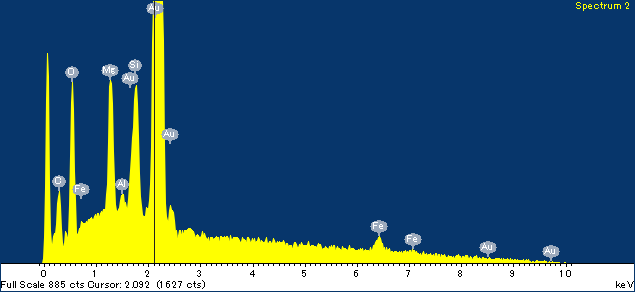 Spectrum 2
Au
O Mg Si
Au
Au
C Fe Al
Fe Fe Au Au
0 1 2 3 4 5 6 7 8 9 10
Full Scale 885 cts Cursor: 2.092 (1627 cts) keV